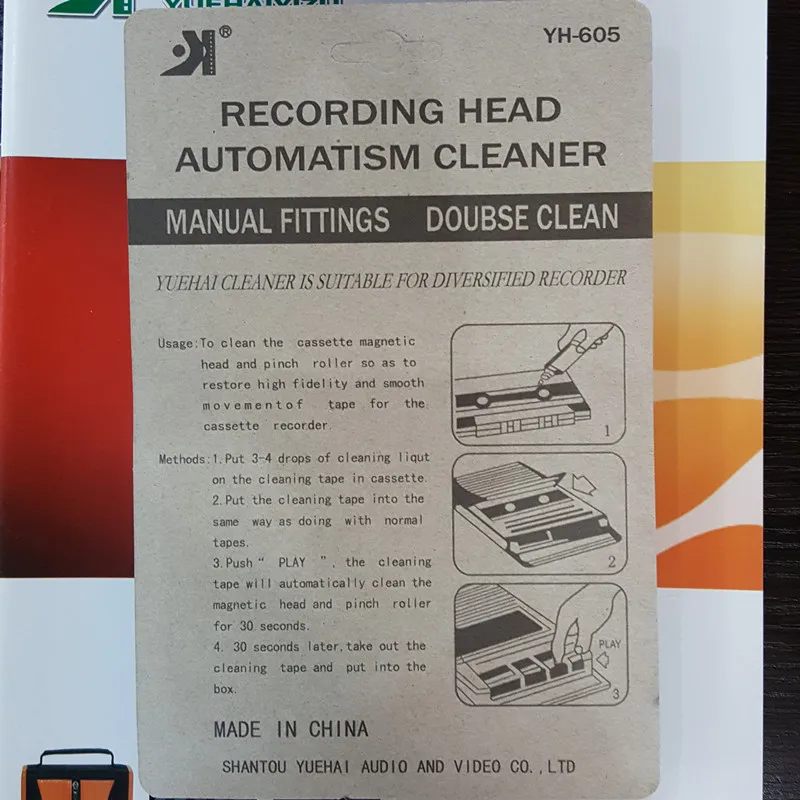 YH-605
®
RECORDING HEAD
AUTOMATISM CLEANER
MANUAL FITTINGS DOUBSE CLEAN
YUEHAI CLEANER IS SUITABLE FOR DIVERSIFIED RECORDER
Usage:To clean the cassette magnetic
head and pinch roller so as to
restore high fidelity and smooth
movementof tape for the
cassette recorder.
Methods:1.Put 3-4 drops of cleaning liqut
on the cleaning tape in cassette.
2.Put the cleaning tape into the
same way as doing with normal
tapes.
3.Push“ PLAY ”, the cleaning
tape will automatically clean the
magnetic head and pinch roller
for 30 seconds.
4. 30 seconds later,take out the
cleaning tape and put into the
box.
1
2
PLAY
3
MADE IN CHINA
SHANTOU YUEHAI AUDIO AND VIDEO CO.,LTD